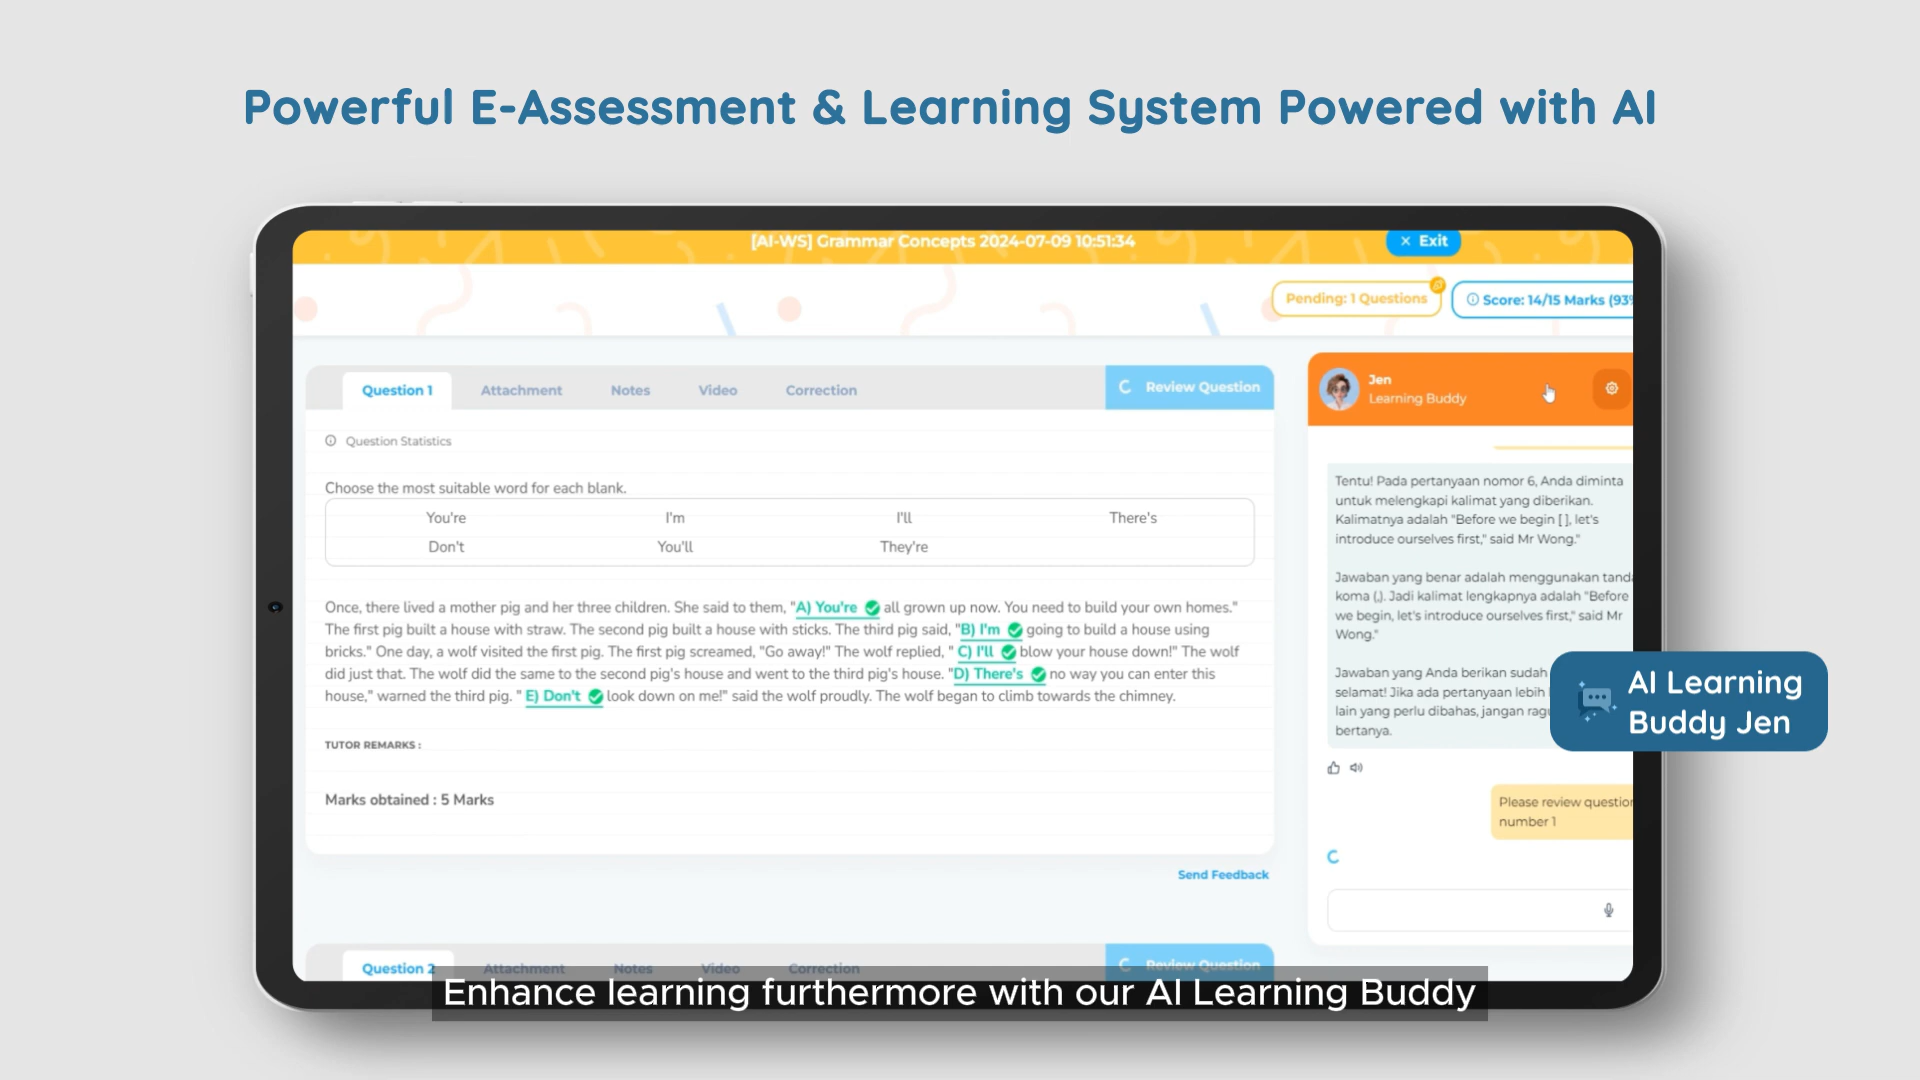 Powerful E-Assessment & Learning System Powered with AI
[AI-WS] Grammar Concepts 2024-07-09 10:51:34
× Exit
Pending: 1 Questions
Score: 14/15 Marks (93%
Question 1
Attachment
Notes
Video
Correction
Review Question
Question Statistics
Choose the most suitable word for each blank.
You're I'm I'll There's
Don't You'll They're
Once, there lived a mother pig and her three children. She said to them, "A) You're all grown up now. You need to build your own homes."
The first pig built a house with straw. The second pig built a house with sticks. The third pig said, "B) I'm going to build a house using
bricks." One day, a wolf visited the first pig. The first pig screamed, "Go away!" The wolf replied, " C) I'll blow your house down!" The wolf
did just that. The wolf did the same to the second pig's house and went to the third pig's house. "D) There's no way you can enter this
house," warned the third pig. " E) Don't look down on me!" said the wolf proudly. The wolf began to climb towards the chimney.
TUTOR REMARKS :
Marks obtained : 5 Marks
Send Feedback
Jen
Learning Buddy
Tentu! Pada pertanyaan nomor 6, Anda diminta
untuk melengkapi kalimat yang diberikan.
Kalimatnya adalah "Before we begin [ ], let's
introduce ourselves first," said Mr Wong."
Jawaban yang benar adalah menggunakan tanda
koma (,). Jadi kalimat lengkapnya adalah "Before
we begin, let's introduce ourselves first," said Mr
Wong."
Jawaban yang Anda berikan sudah
selamat! Jika ada pertanyaan lebih
lain yang perlu dibahas, jangan ragu
bertanya.
AI Learning
Buddy Jen
Please review question
number 1
Question 2
Attachment
Notes
Video
Correction
Review Question
Enhance learning furthermore with our AI Learning Buddy